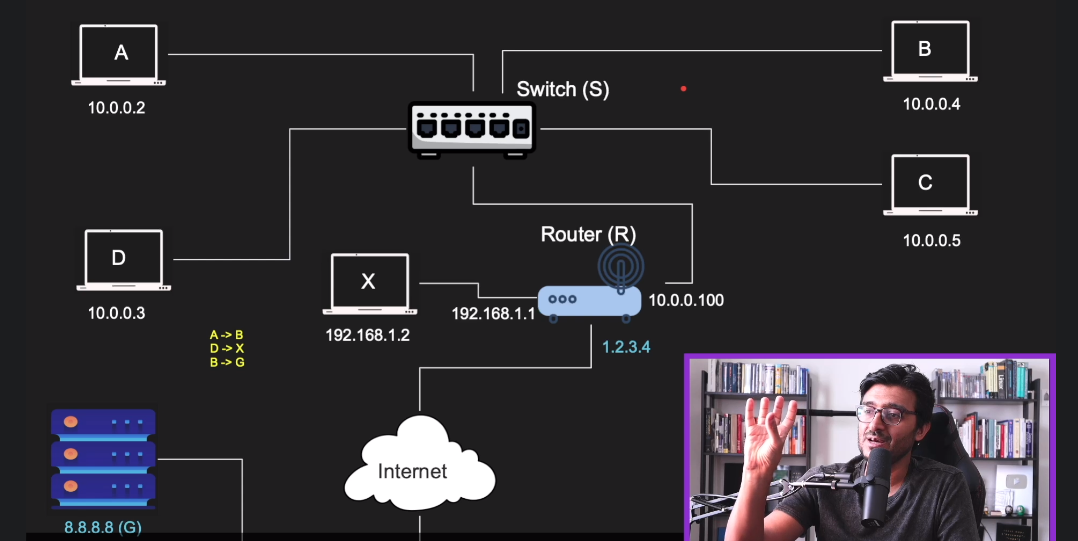 A
B
10.0.0.2
Switch (S)
10.0.0.4
C
10.0.0.5
Router (R)
D
X
10.0.0.3
192.168.1.1
10.0.0.100
192.168.1.2
1.2.3.4
A -> B
D -> X
B -> G
Internet
8.8.8.8 (G)